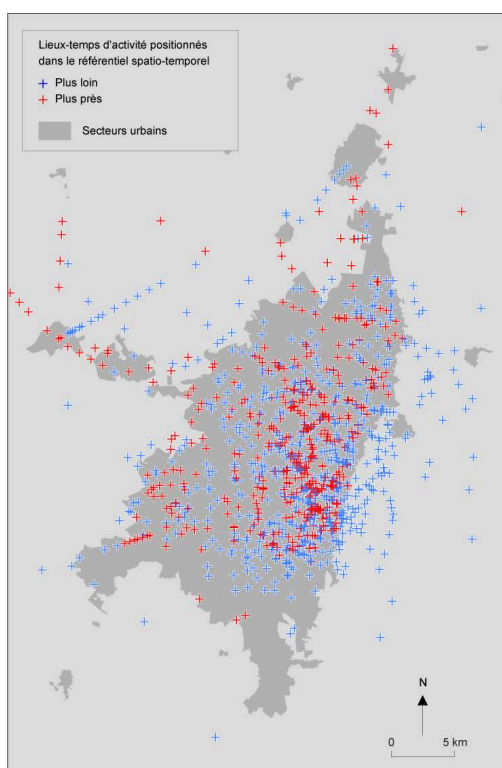 Lieux-temps d'activité positionnés
dans le référentiel spatio-temporel
Plus loin
Plus près
Secteurs urbains
N
0 5 km